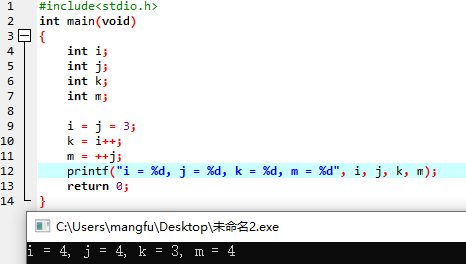 1 #include<stdio.h>
2 int main(void)
3 {
4 int i;
5 int j;
6 int k;
7 int m;
8
9 i = j = 3;
10 k = i++;
11 m = ++j;
12 printf("i = %d, j = %d, k = %d, m = %d", i, j, k, m);
13 return 0;
14 }
C:\Users\mangfu\Desktop\未命名2.exe
i = 4, j = 4, k = 3, m = 4